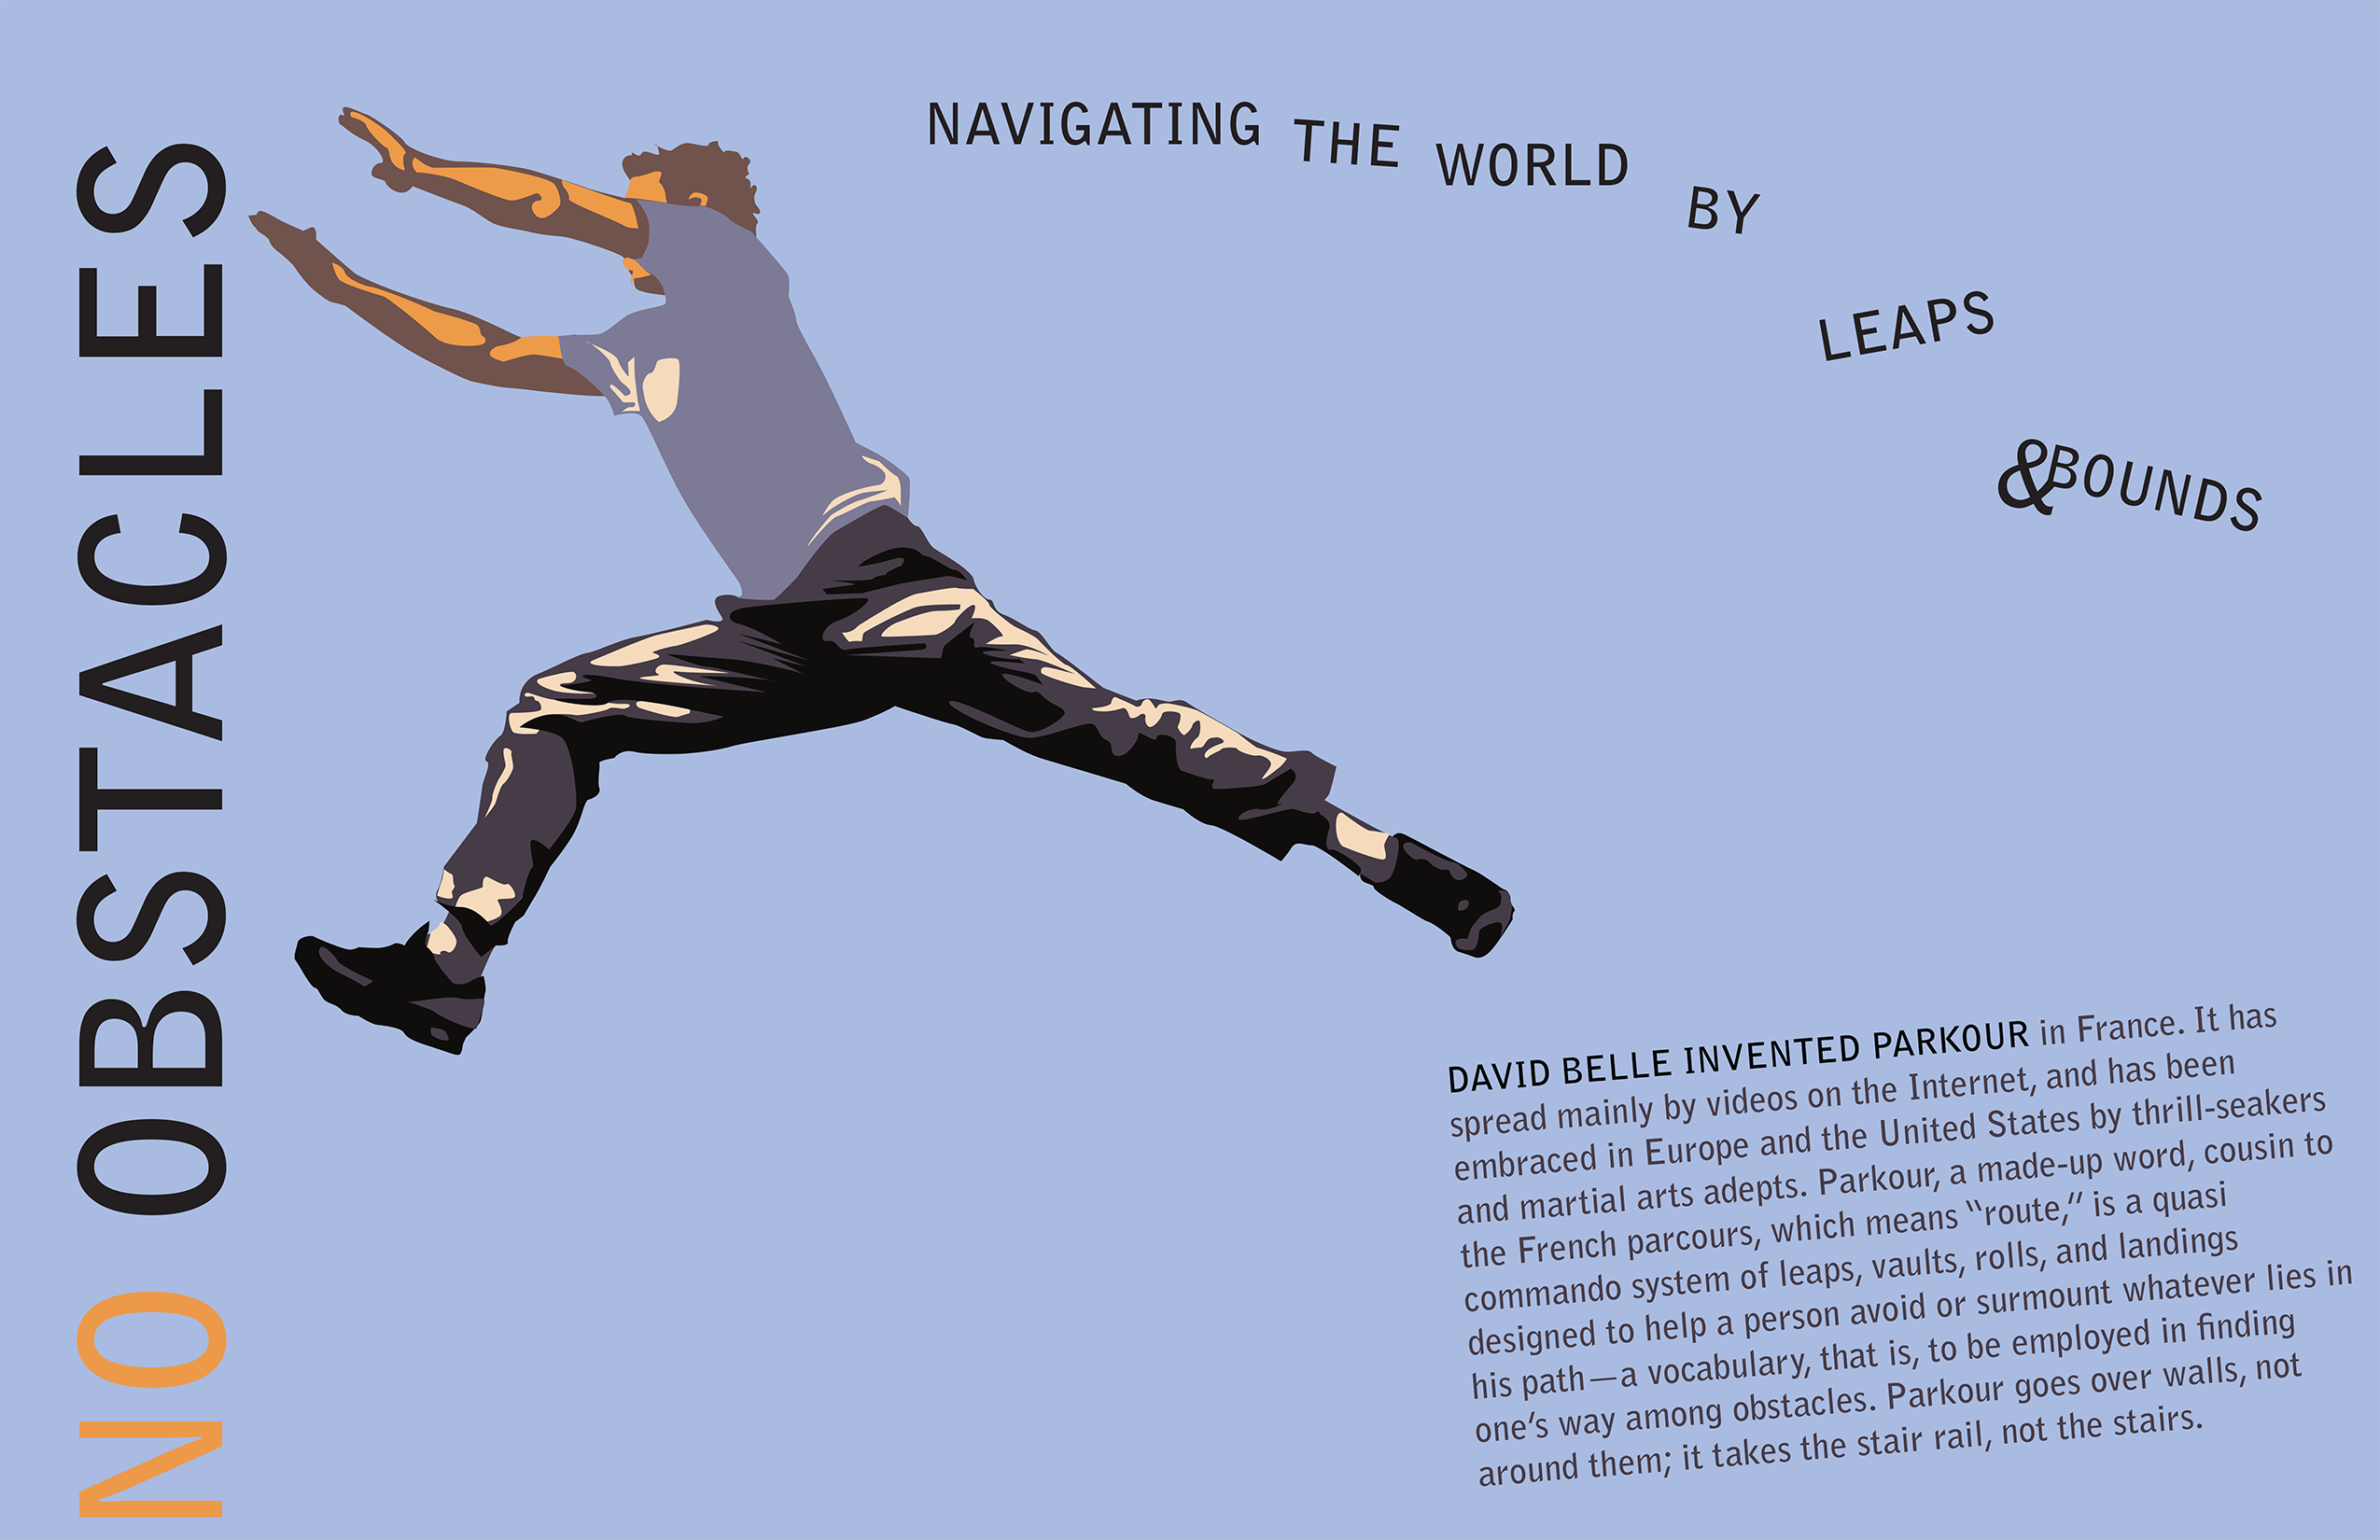 NO OBSTACLES
NAVIGATING THE WORLD BY LEAPS & BOUNDS
DAVID BELLE INVENTED PARKOUR in France. It has
spread mainly by videos on the Internet, and has been
embraced in Europe and the United States by thrill-seakers
and martial arts adepts. Parkour, a made-up word, cousin to
the French parcours, which means “route,” is a quasi
commando system of leaps, vaults, rolls, and landings
designed to help a person avoid or surmount whatever lies in
his path—a vocabulary, that is, to be employed in finding
one’s way among obstacles. Parkour goes over walls, not
around them; it takes the stair rail, not the stairs.